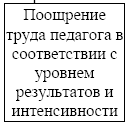 Поощрение
труда педагога в
соответствии с
уровнем
результатов и
интенсивности